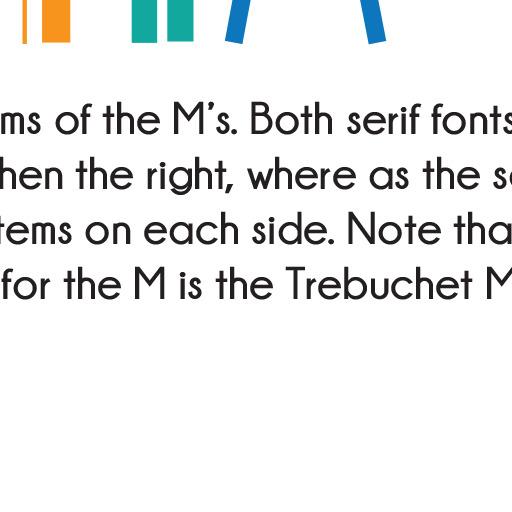 ms of the M's. Both serif fonts
hen the right, where as the s
tems on each side. Note tha
for the M is the Trebuchet M